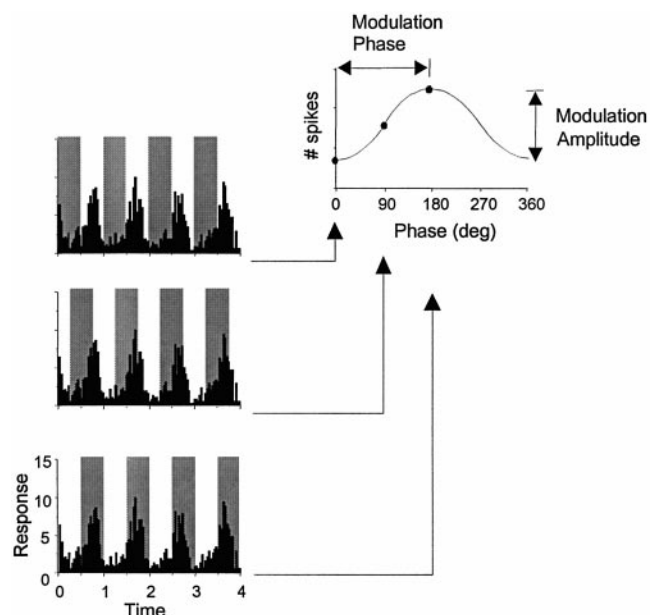 Modulation
Phase
# spikes
Modulation
Amplitude
0 90 180 270 360
Phase (deg)
15
10
5
0
Response
0 1 2 3 4
Time